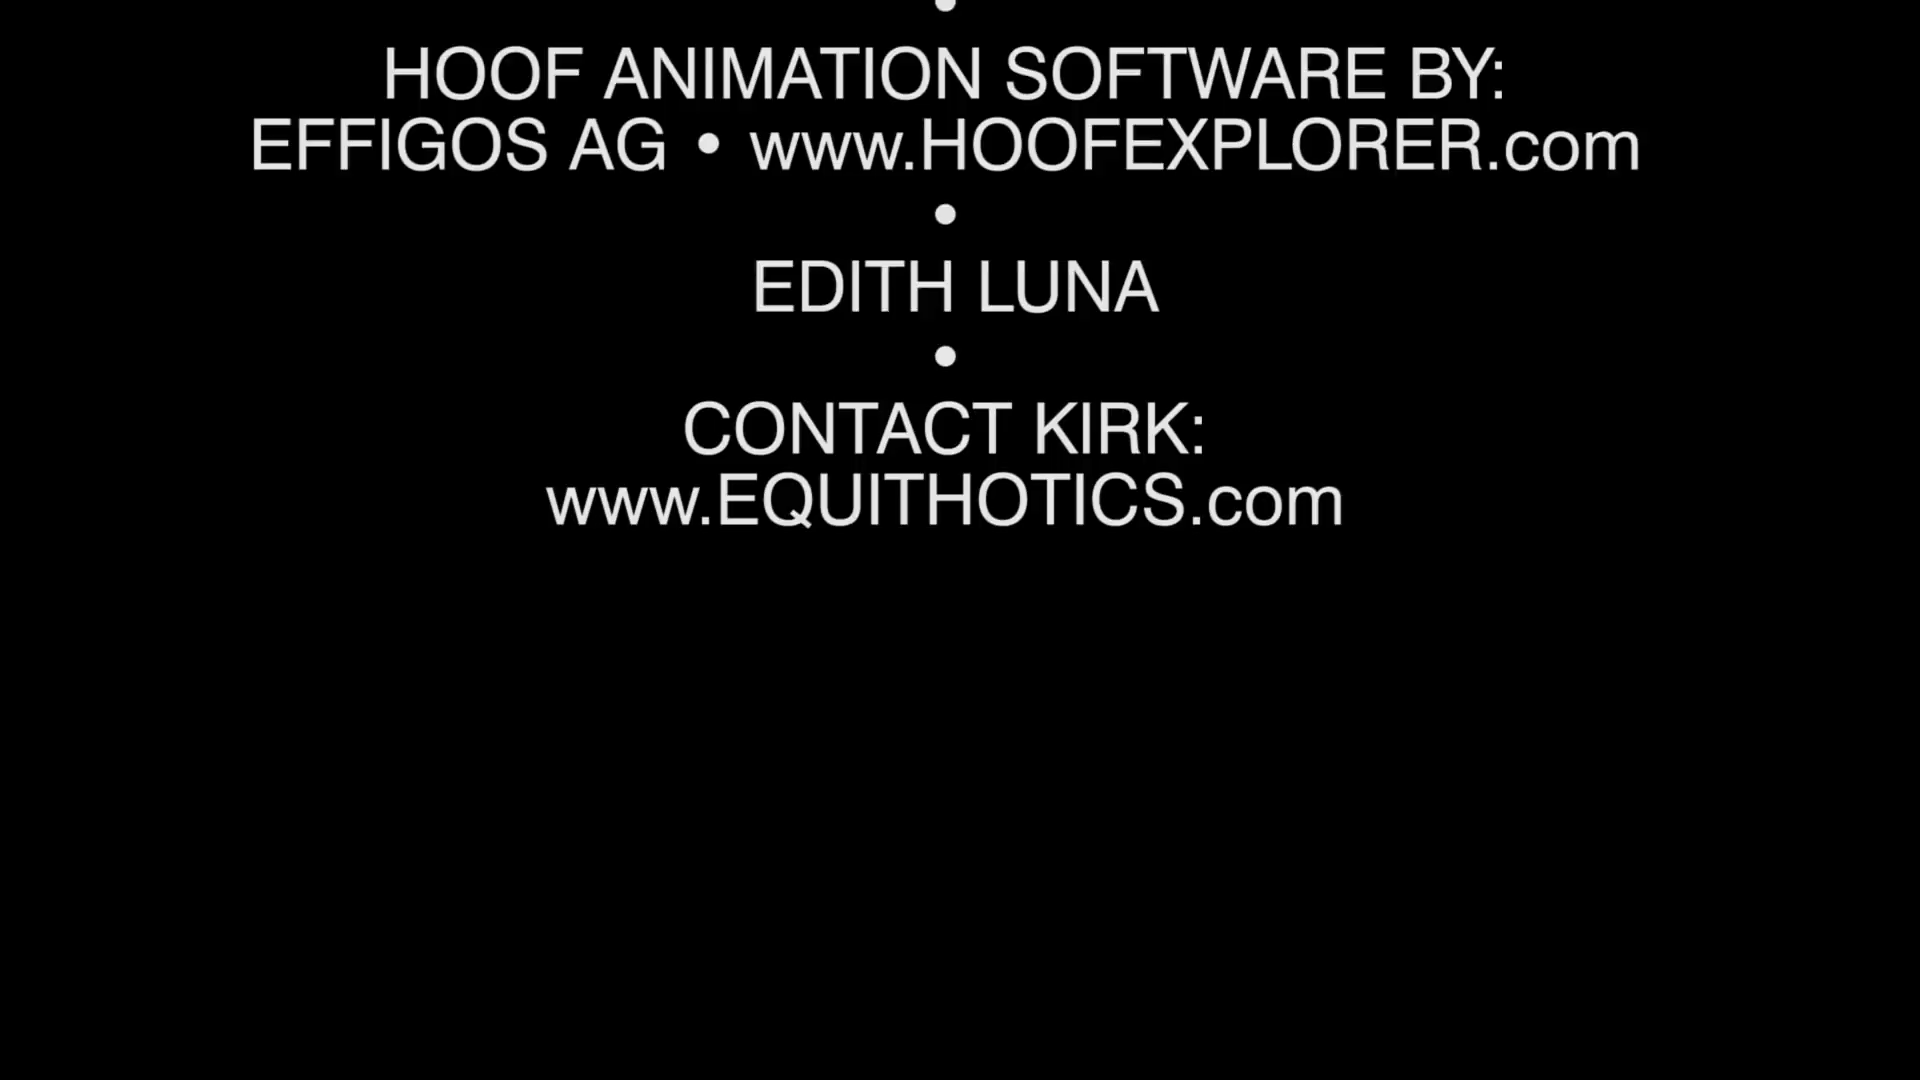 •
HOOF ANIMATION SOFTWARE BY:
EFFIGOS AG • www.HOOFEXPLORER.com
•
EDITH LUNA
•
CONTACT KIRK:
www.EQUITHOTICS.com